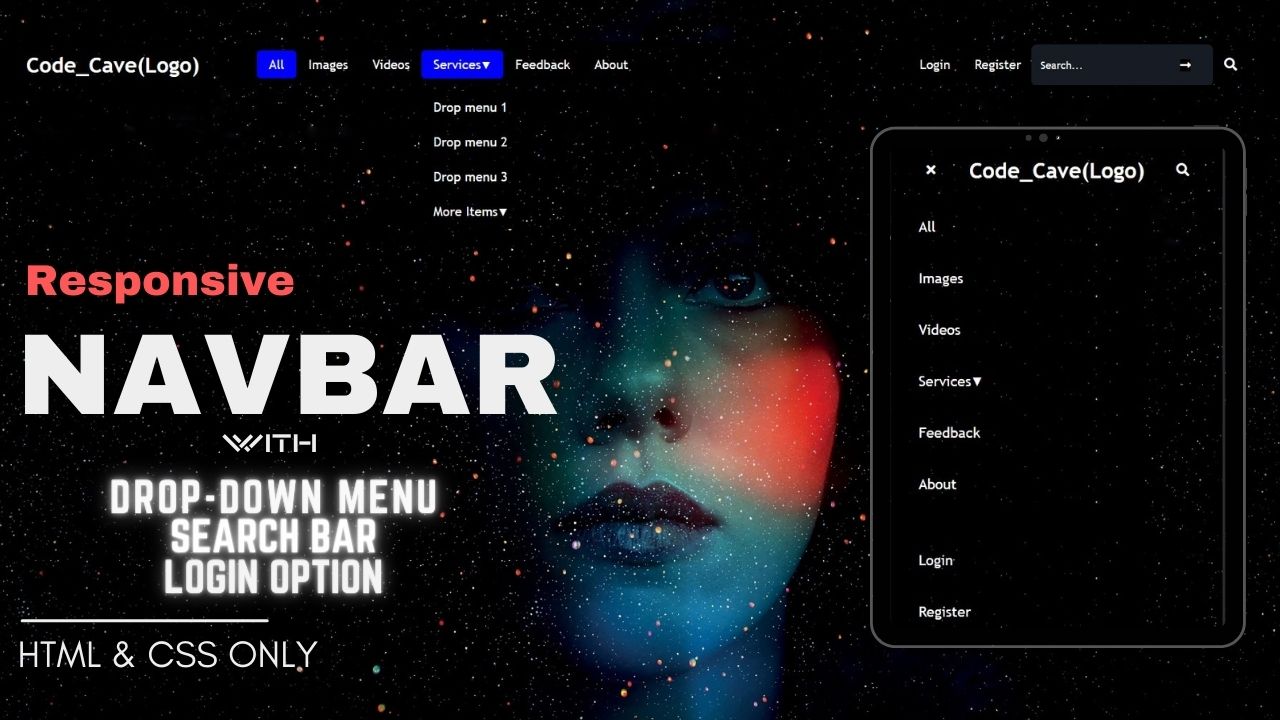 Code_Cave(Logo) All Images Videos Services▼ Feedback About Login Register Search...
Drop menu 1
Drop menu 2
Drop menu 3
More Items▼
Responsive
NAVBAR
WITH
DROP-DOWN MENU
SEARCH BAR
LOGIN OPTION
HTML & CSS ONLY
Code_Cave(Logo)
All
Images
Videos
Services▼
Feedback
About
Login
Register